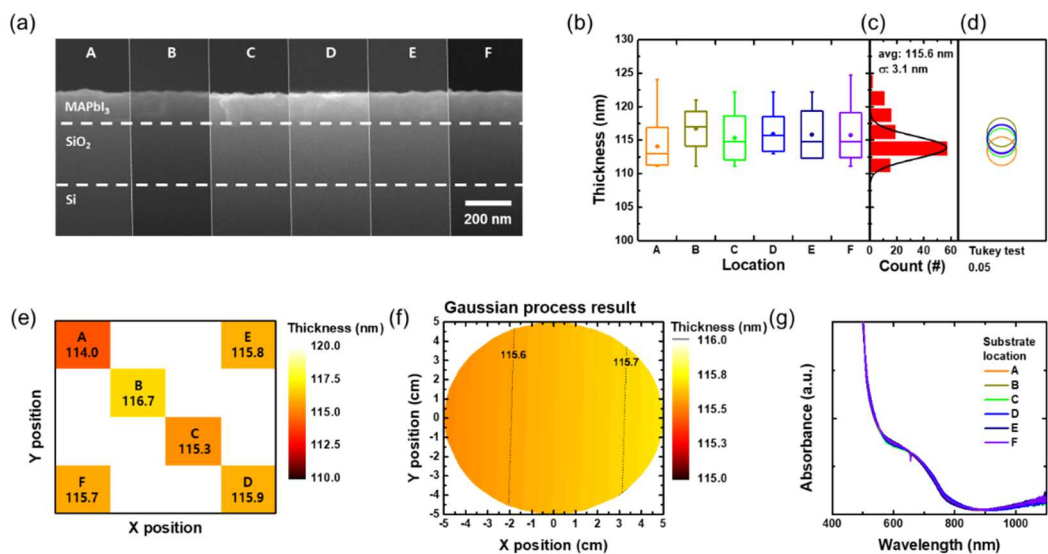 (a)
A B C D E F
MAPbI₃
SiO₂
Si
200 nm
(b)
Thickness (nm)
130
125
120
115
110
105
100
A B C D E F
Location
(c)
avg: 115.6 nm
σ: 3.1 nm
0 20 40 60
Count (#)
(d)
Tukey test
0.05
(e)
Y position
A
114.0
E
115.8
B
116.7
C
115.3
F
115.7
D
115.9
X position
Thickness (nm)
120.0
117.5
115.0
112.5
110.0
(f)
Gaussian process result
Y position (cm)
5
4
3
2
1
0
-1
-2
-3
-4
-5
115.6
115.7
-5 -4 -3 -2 -1 0 1 2 3 4 5
X position (cm)
Thickness (nm)
116.0
115.8
115.5
115.3
115.0
(g)
Absorbance (a.u.)
Substrate
location
A
B
C
D
E
F
400 600 800 1000
Wavelength (nm)